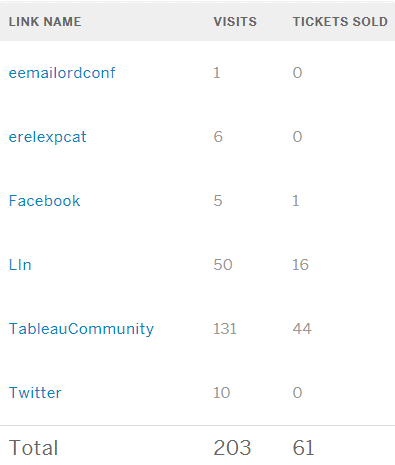 LINK NAME VISITS TICKETS SOLD
eemailordconf 1 0
erelexpcat 6 0
Facebook 5 1
LIn 50 16
TableauCommunity 131 44
Twitter 10 0
Total 203 61